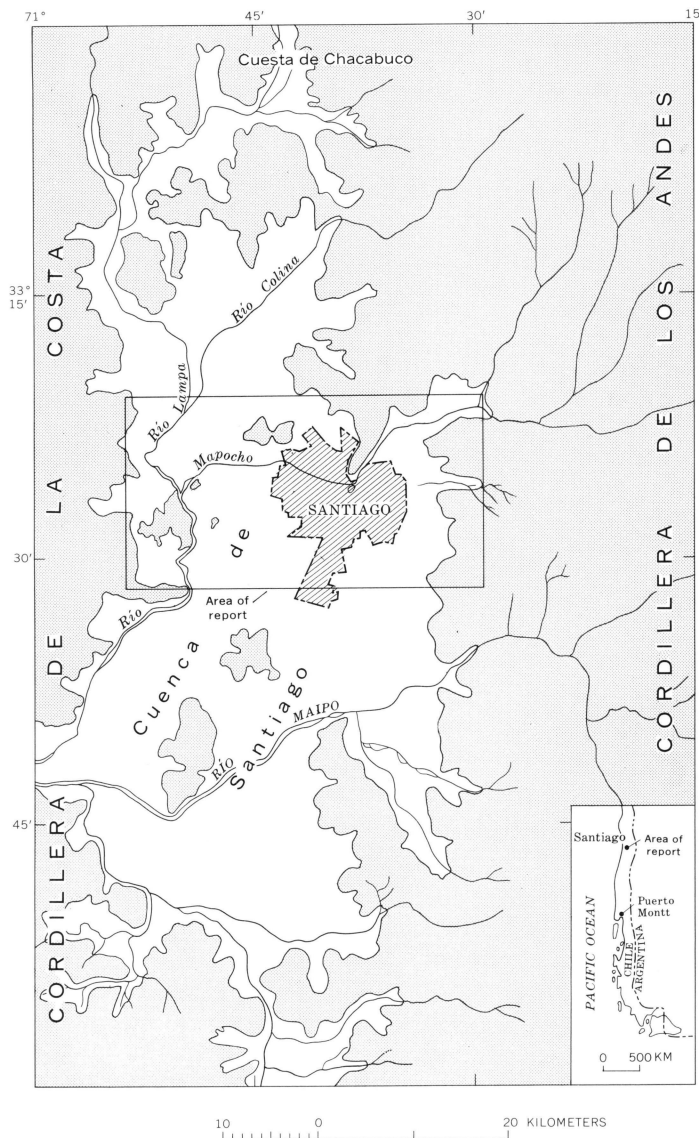 71°
45′
30′
15
Cuesta de Chacabuco
CORDILLERA DE LOS ANDES
33°
15′
Río Colina
Río Lampa
Mapocho
SANTIAGO
30′
Area of
report
Río
Cuenca de Santiago
RÍO MAIPO
45′
CORDILLERA DE LA COSTA
Santiago
Area of
report
Puerto
Montt
PACIFIC OCEAN
CHILE
ARGENTINA
0 500 KM
10 0 20 KILOMETERS